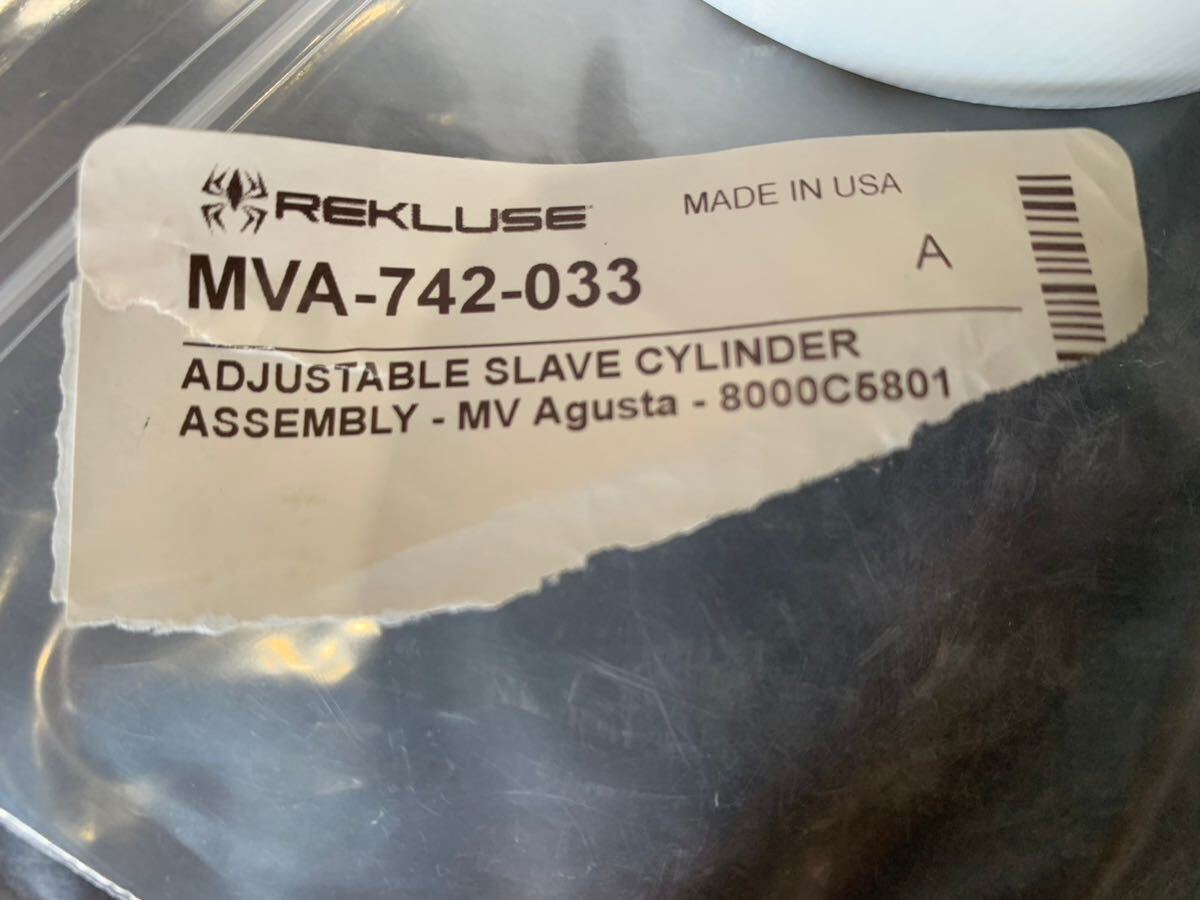 REKLUSE
MADE IN USA
MVA-742-033
A
ADJUSTABLE SLAVE CYLINDER
ASSEMBLY - MV Agusta - 8000C5801